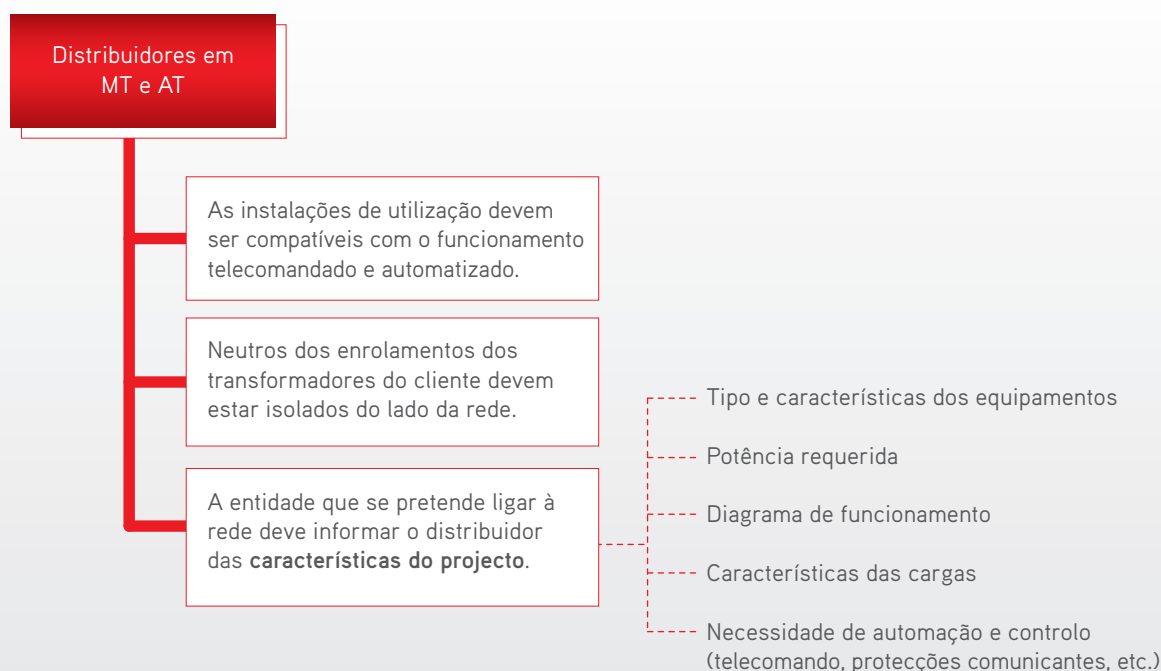 Distribuidores em
MT e AT
As instalações de utilização devem
ser compatíveis com o funcionamento
telecomandado e automatizado.
Neutros dos enrolamentos dos
transformadores do cliente devem
estar isolados do lado da rede.
A entidade que se pretende ligar à
rede deve informar o distribuidor
das características do projecto.
Tipo e características dos equipamentos
Potência requerida
Diagrama de funcionamento
Características das cargas
Necessidade de automação e controlo
(telecomando, protecções comunicantes, etc.)